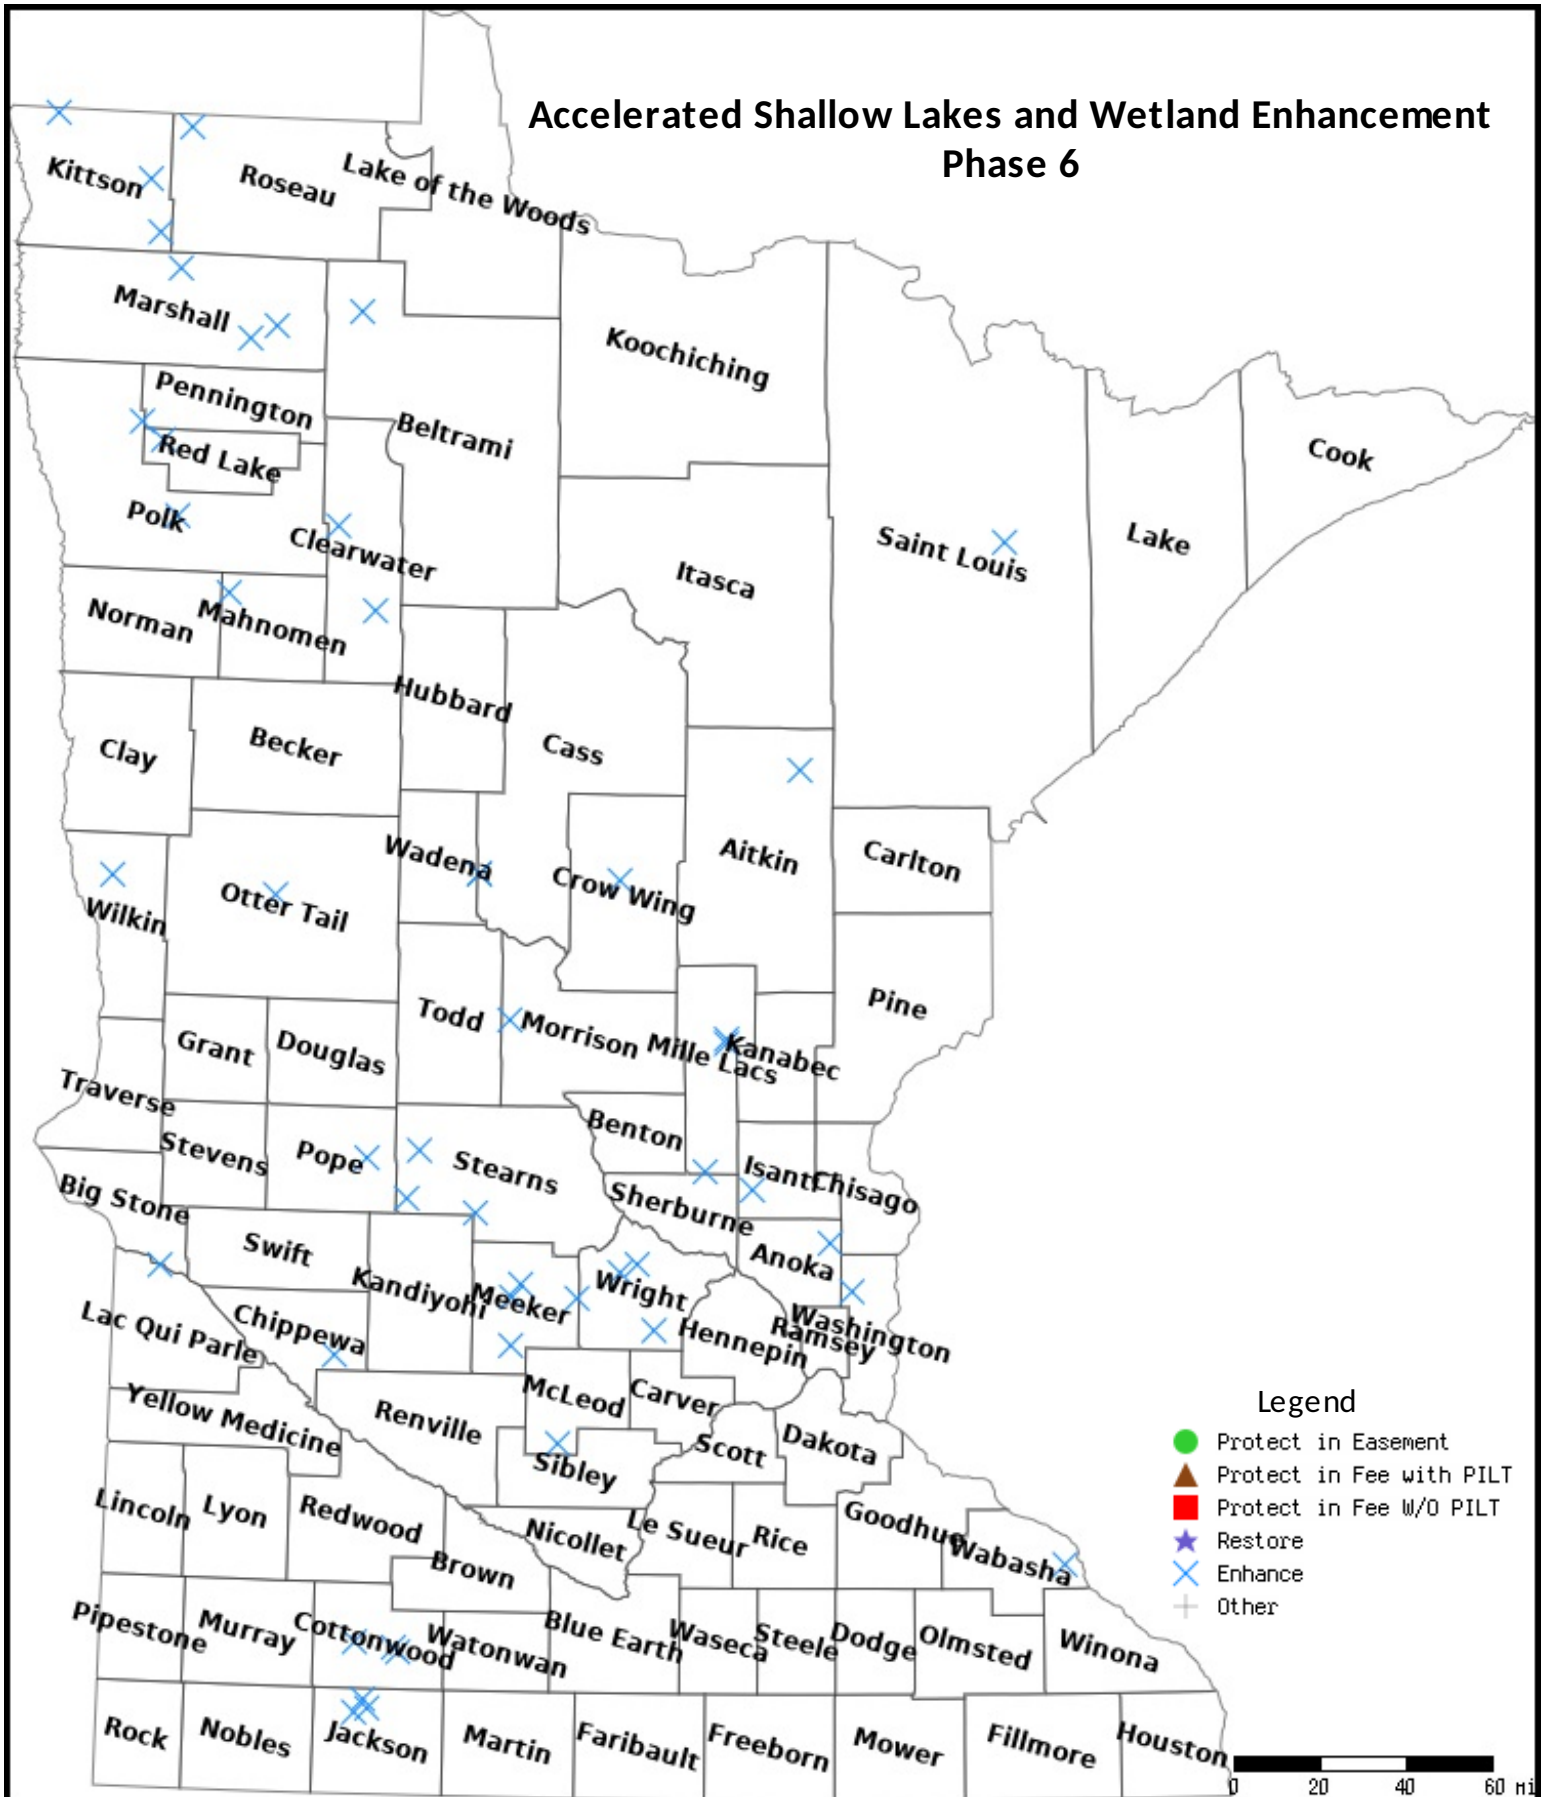 Accelerated Shallow Lakes and Wetland Enhancement
Phase 6
Kittson
Roseau
Lake of the Woods
Marshall
Koochiching
Pennington
Beltrami
Red Lake
Cook
Polk
Clearwater
Saint Louis
Lake
Itasca
Norman
Mahnomen
Hubbard
Clay
Becker
Cass
Wadena
Aitkin
Carlton
Otter Tail
Crow Wing
Wilkin
Pine
Todd
Morrison
Grant
Douglas
Mille Lacs
Kanabec
Traverse
Benton
Stevens
Pope
Stearns
Isanti
Chisago
Big Stone
Sherburne
Swift
Anoka
Kandiyohi
Meeker
Wright
Lac Qui Parle
Chippewa
Hennepin
Ramsey
Washington
McLeod
Carver
Yellow Medicine
Renville
Scott
Dakota
Sibley
Lincoln
Lyon
Redwood
Nicollet
Le Sueur
Rice
Goodhue
Wabasha
Brown
Pipestone
Murray
Cottonwood
Watonwan
Blue Earth
Waseca
Steele
Dodge
Olmsted
Winona
Rock
Nobles
Jackson
Martin
Faribault
Freeborn
Mower
Fillmore
Houston
Legend
Protect in Easement
Protect in Fee with PILT
Protect in Fee W/O PILT
Restore
Enhance
Other
0 20 40 60 mi